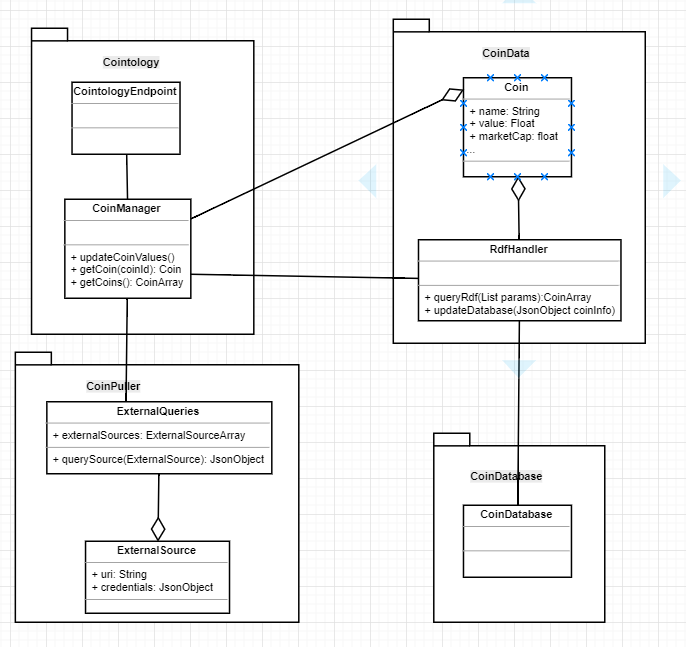 Cointology
CointologyEndpoint
CoinManager
+ updateCoinValues()
+ getCoin(coinId): Coin
+ getCoins(): CoinArray
CoinData
Coin
+ name: String
+ value: Float
+ marketCap: float
...
RdfHandler
+ queryRdf(List params):CoinArray
+ updateDatabase(JsonObject coinInfo)
CoinPuller
ExternalQueries
+ externalSources: ExternalSourceArray
+ querySource(ExternalSource): JsonObject
ExternalSource
+ uri: String
+ credentials: JsonObject
CoinDatabase
CoinDatabase